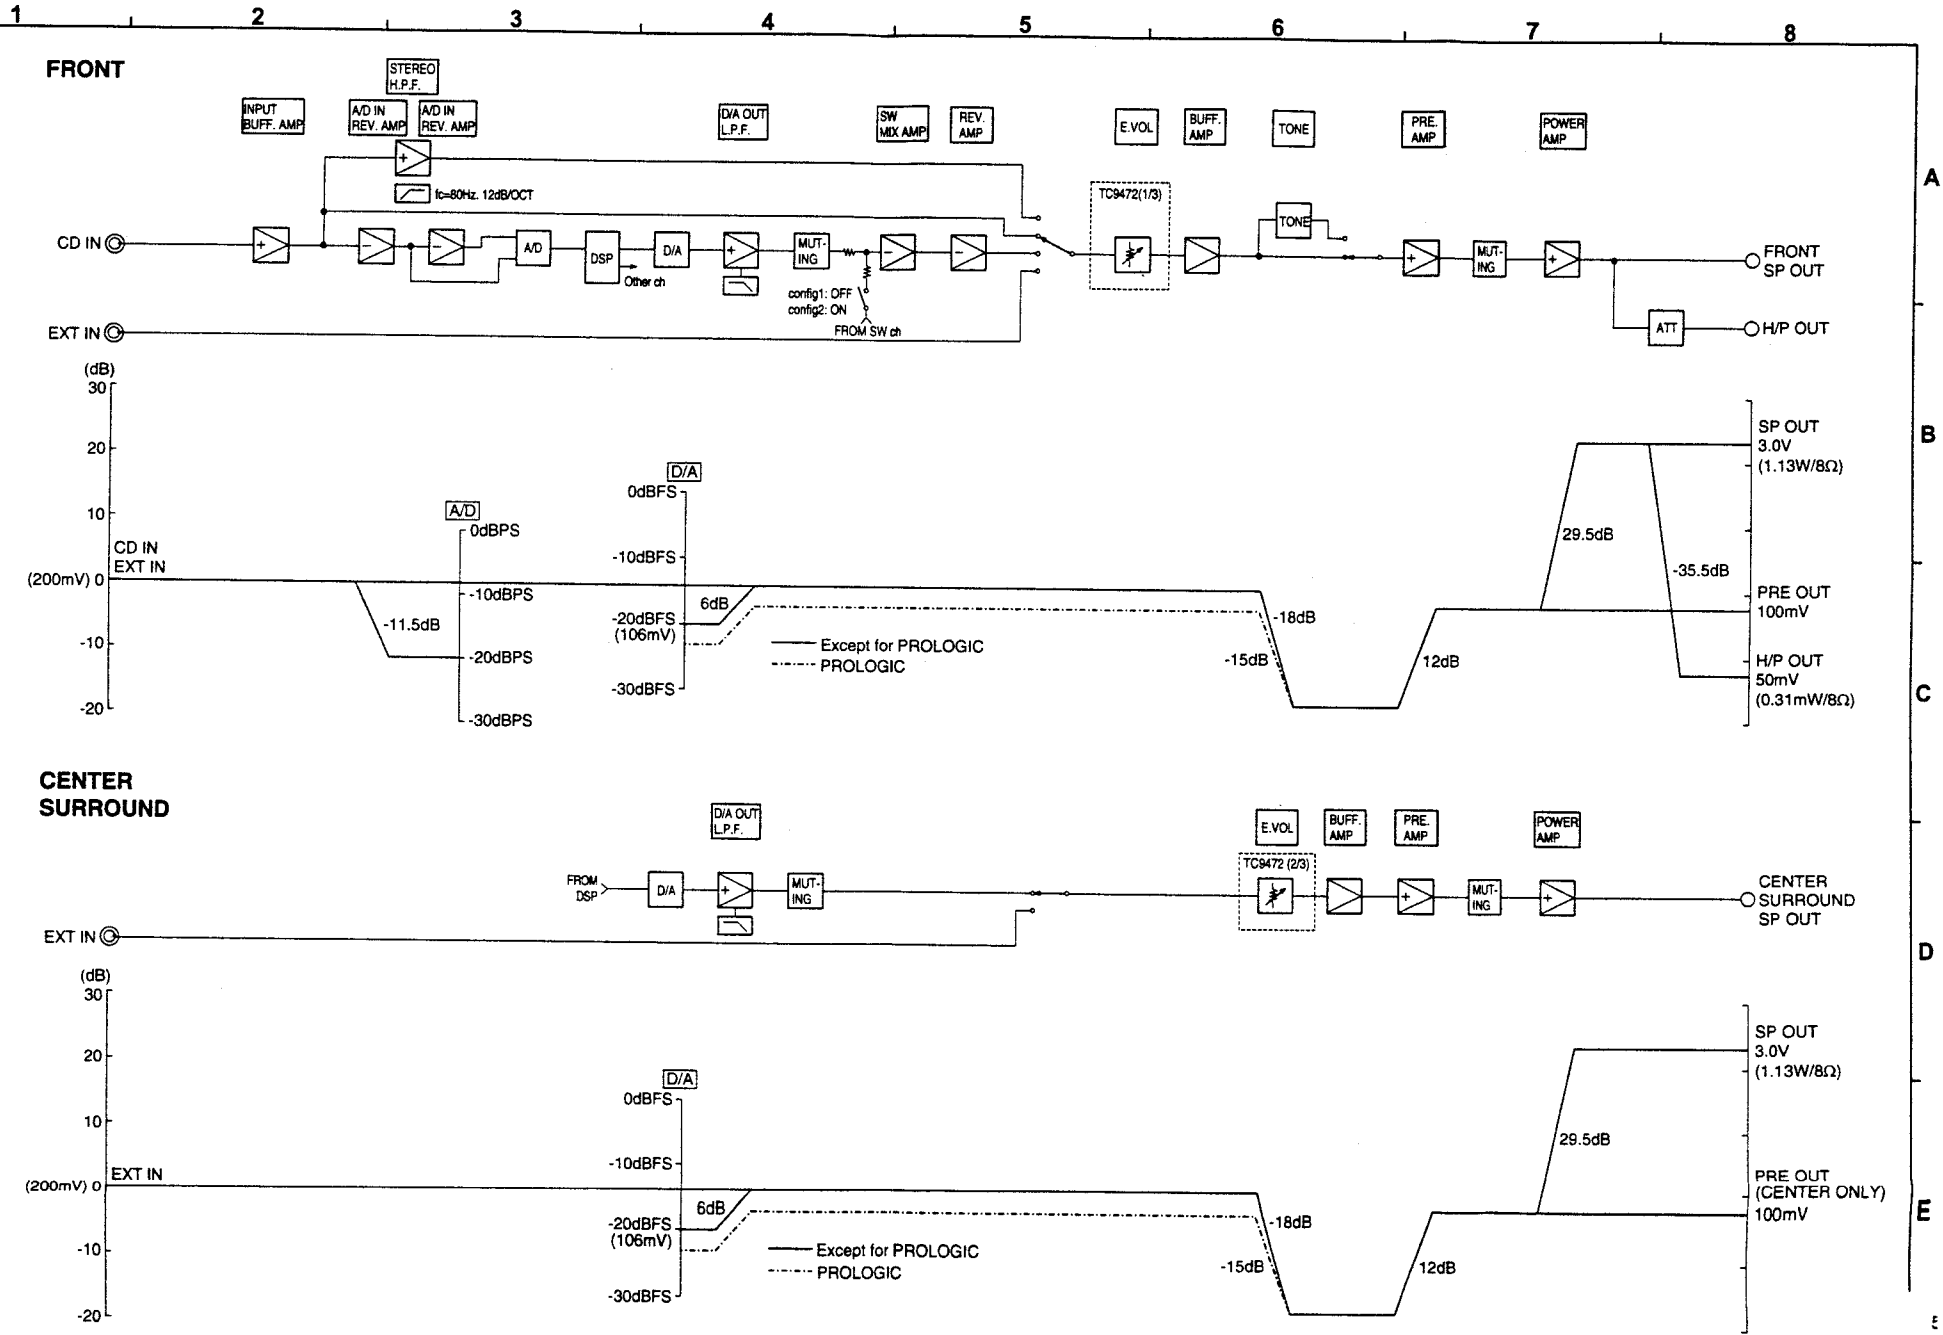 1 2 3 4 5 6 7 8
FRONT
STEREO
H.P.F.
INPUT
BUFF. AMP
A/D IN
REV. AMP
A/D IN
REV. AMP
D/A OUT
L.P.F.
SW
MIX AMP
REV.
AMP
E.VOL
BUFF.
AMP
TONE
PRE.
AMP
POWER
AMP
A
fc=80Hz. 12dB/OCT
TC9472(1/3)
CD IN
A/D
DSP
Other ch
D/A
MUT-
ING
config1: OFF
config2: ON
FROM SW ch
TONE
MUT-
ING
FRONT
SP OUT
EXT IN
ATT
H/P OUT
(dB)
30
20
10
(200mV) 0
-10
-20
CD IN
EXT IN
-11.5dB
A/D
0dBPS
-10dBPS
-20dBPS
-30dBPS
D/A
0dBFS
-10dBFS
-20dBFS
(106mV)
-30dBFS
6dB
Except for PROLOGIC
PROLOGIC
-18dB
-15dB
12dB
29.5dB
-35.5dB
SP OUT
3.0V
(1.13W/8Ω)
PRE OUT
100mV
H/P OUT
50mV
(0.31mW/8Ω)
B
C
CENTER
SURROUND
D/A OUT
L.P.F.
E.VOL
BUFF.
AMP
PRE.
AMP
POWER
AMP
TC9472 (2/3)
FROM
DSP
D/A
MUT-
ING
MUT-
ING
CENTER
SURROUND
SP OUT
EXT IN
D
(dB)
30
20
10
(200mV) 0
-10
-20
EXT IN
D/A
0dBFS
-10dBFS
-20dBFS
(106mV)
-30dBFS
6dB
Except for PROLOGIC
PROLOGIC
-18dB
-15dB
12dB
29.5dB
SP OUT
3.0V
(1.13W/8Ω)
PRE OUT
(CENTER ONLY)
100mV
E